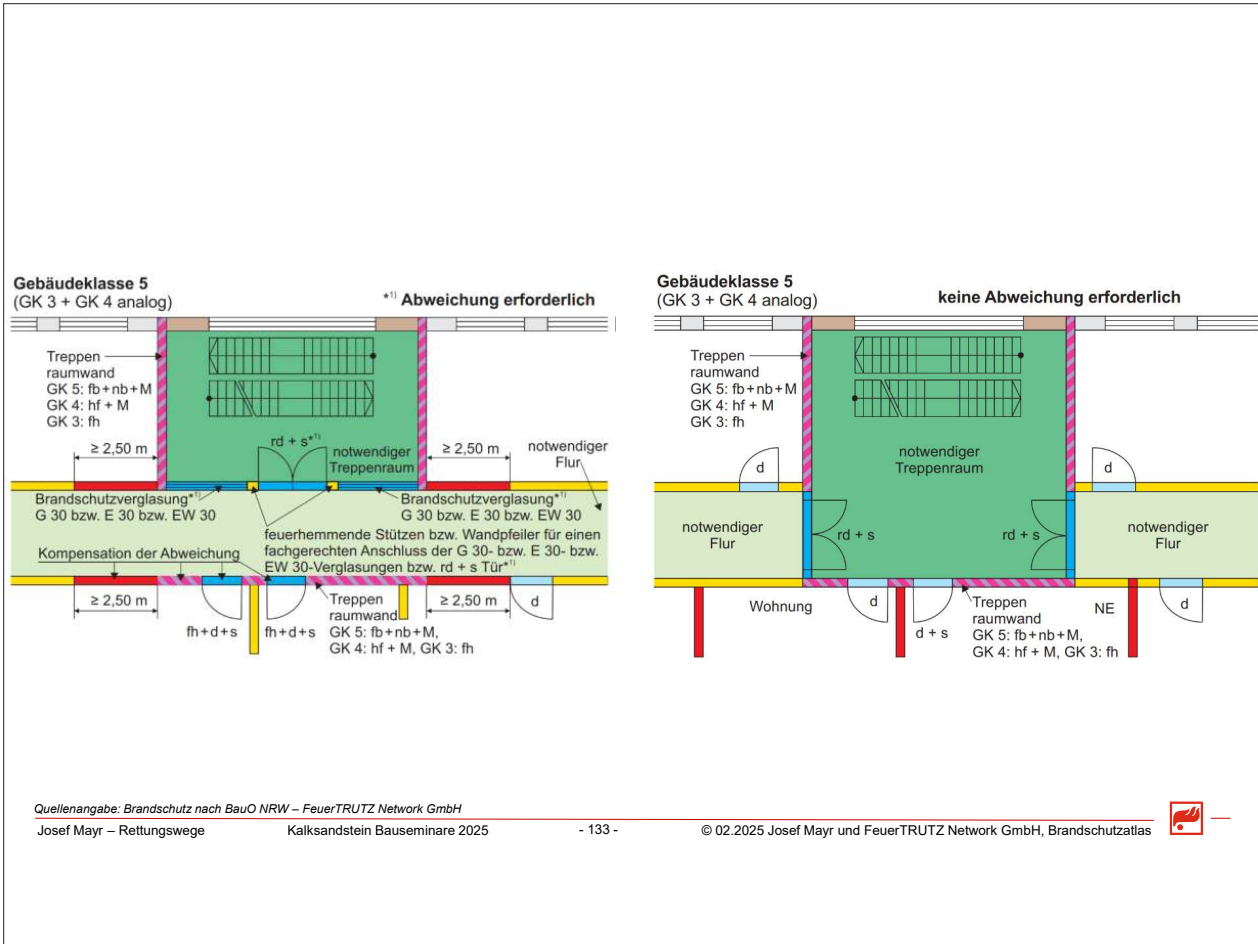 Gebäudeklasse 5
(GK 3 + GK 4 analog)
*¹⁾ Abweichung erforderlich
Treppen
raumwand
GK 5: fb+nb+M
GK 4: hf + M
GK 3: fh
≥ 2,50 m
rd + s*¹⁾
notwendiger
Treppenraum
≥ 2,50 m
notwendiger
Flur
Brandschutzverglasung*¹⁾
G 30 bzw. E 30 bzw. EW 30
Brandschutzverglasung*¹⁾
G 30 bzw. E 30 bzw. EW 30
feuerhemmende Stützen bzw. Wandpfeiler für einen
fachgerechten Anschluss der G 30- bzw. E 30- bzw.
EW 30-Verglasungen bzw. rd + s Tür*¹⁾
Kompensation der Abweichung
≥ 2,50 m
fh+d+s
fh+d+s
Treppen
raumwand
GK 5: fb+nb+M,
GK 4: hf + M, GK 3: fh
≥ 2,50 m
d
Gebäudeklasse 5
(GK 3 + GK 4 analog)
keine Abweichung erforderlich
Treppen
raumwand
GK 5: fb+nb+M
GK 4: hf + M
GK 3: fh
notwendiger
Treppenraum
d
d
notwendiger
Flur
rd + s
rd + s
notwendiger
Flur
Wohnung
d
d + s
Treppen
raumwand
GK 5: fb+nb+M,
GK 4: hf + M, GK 3: fh
NE
d
Quellenangabe: Brandschutz nach BauO NRW – FeuerTRUTZ Network GmbH
Josef Mayr – Rettungswege Kalksandstein Bauseminare 2025 - 133 - © 02.2025 Josef Mayr und FeuerTRUTZ Network GmbH, Brandschutzatlas